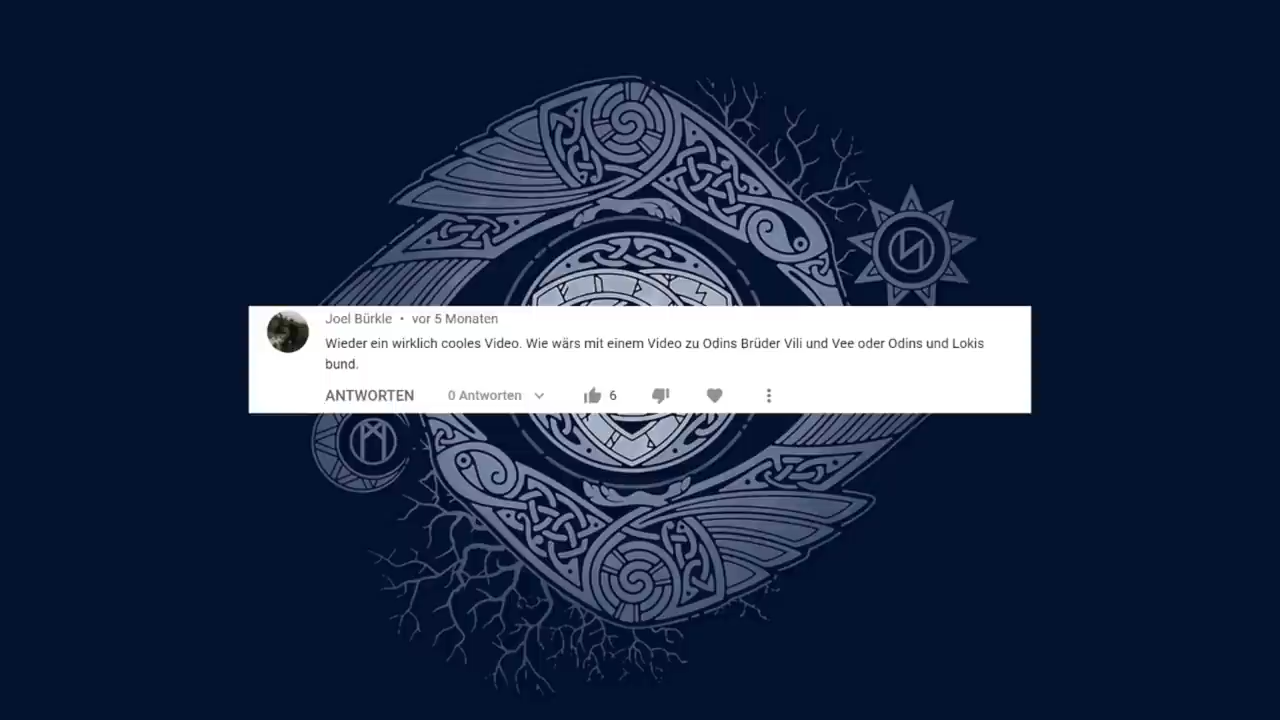 Joel Bürkle • vor 5 Monaten
Wieder ein wirklich cooles Video. Wie wärs mit einem Video zu Odins Brüder Vili und Vee oder Odins und Lokis
bund.
ANTWORTEN 0 Antworten 6